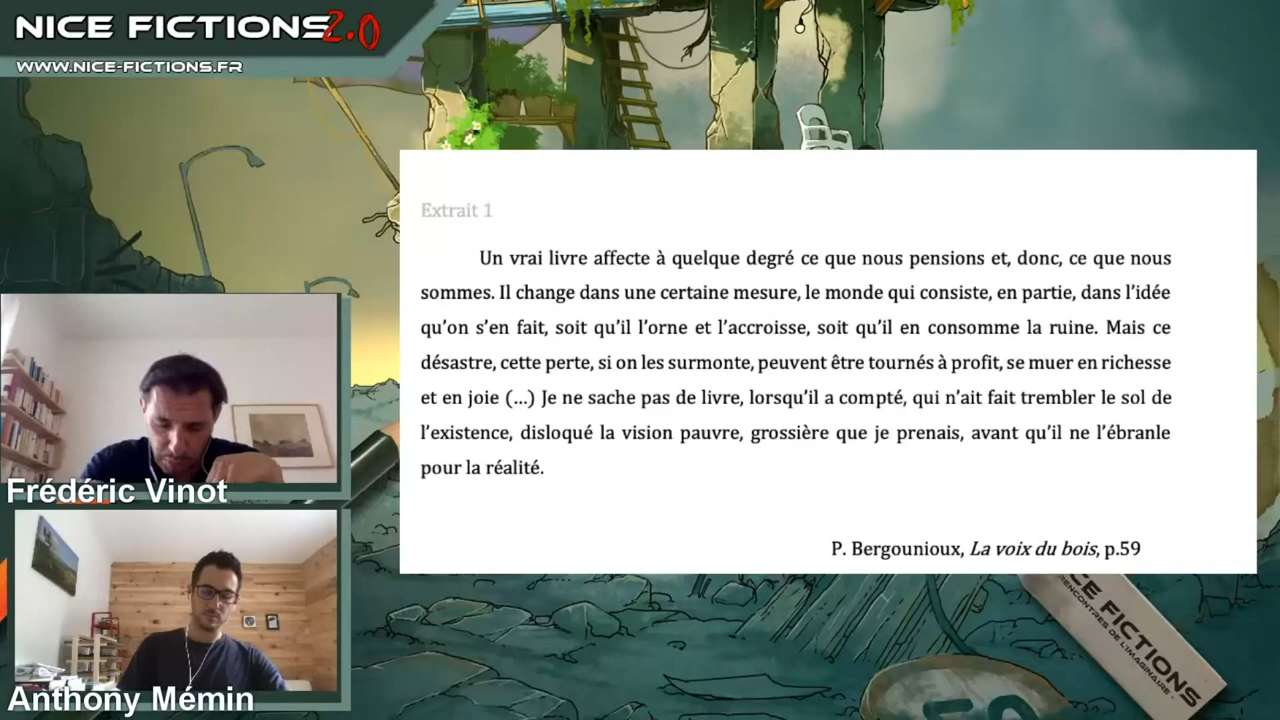 NICE FICTIONS 2.0
WWW.NICE-FICTIONS.FR
Extrait 1
Un vrai livre affecte à quelque degré ce que nous pensions et, donc, ce que nous
sommes. Il change dans une certaine mesure, le monde qui consiste, en partie, dans l'idée
qu'on s'en fait, soit qu'il l'orne et l'accroisse, soit qu'il en consomme la ruine. Mais ce
désastre, cette perte, si on les surmonte, peuvent être tournés à profit, se muer en richesse
et en joie (...) Je ne sache pas de livre, lorsqu'il a compté, qui n'ait fait trembler le sol de
l'existence, disloqué la vision pauvre, grossière que je prenais, avant qu'il ne l'ébranle
pour la réalité.
P. Bergounioux, La voix du bois, p.59
Frédéric Vinot
Anthony Mémin
CE FICTIONS
RENCONTRES DE L'IMAGINAIRE